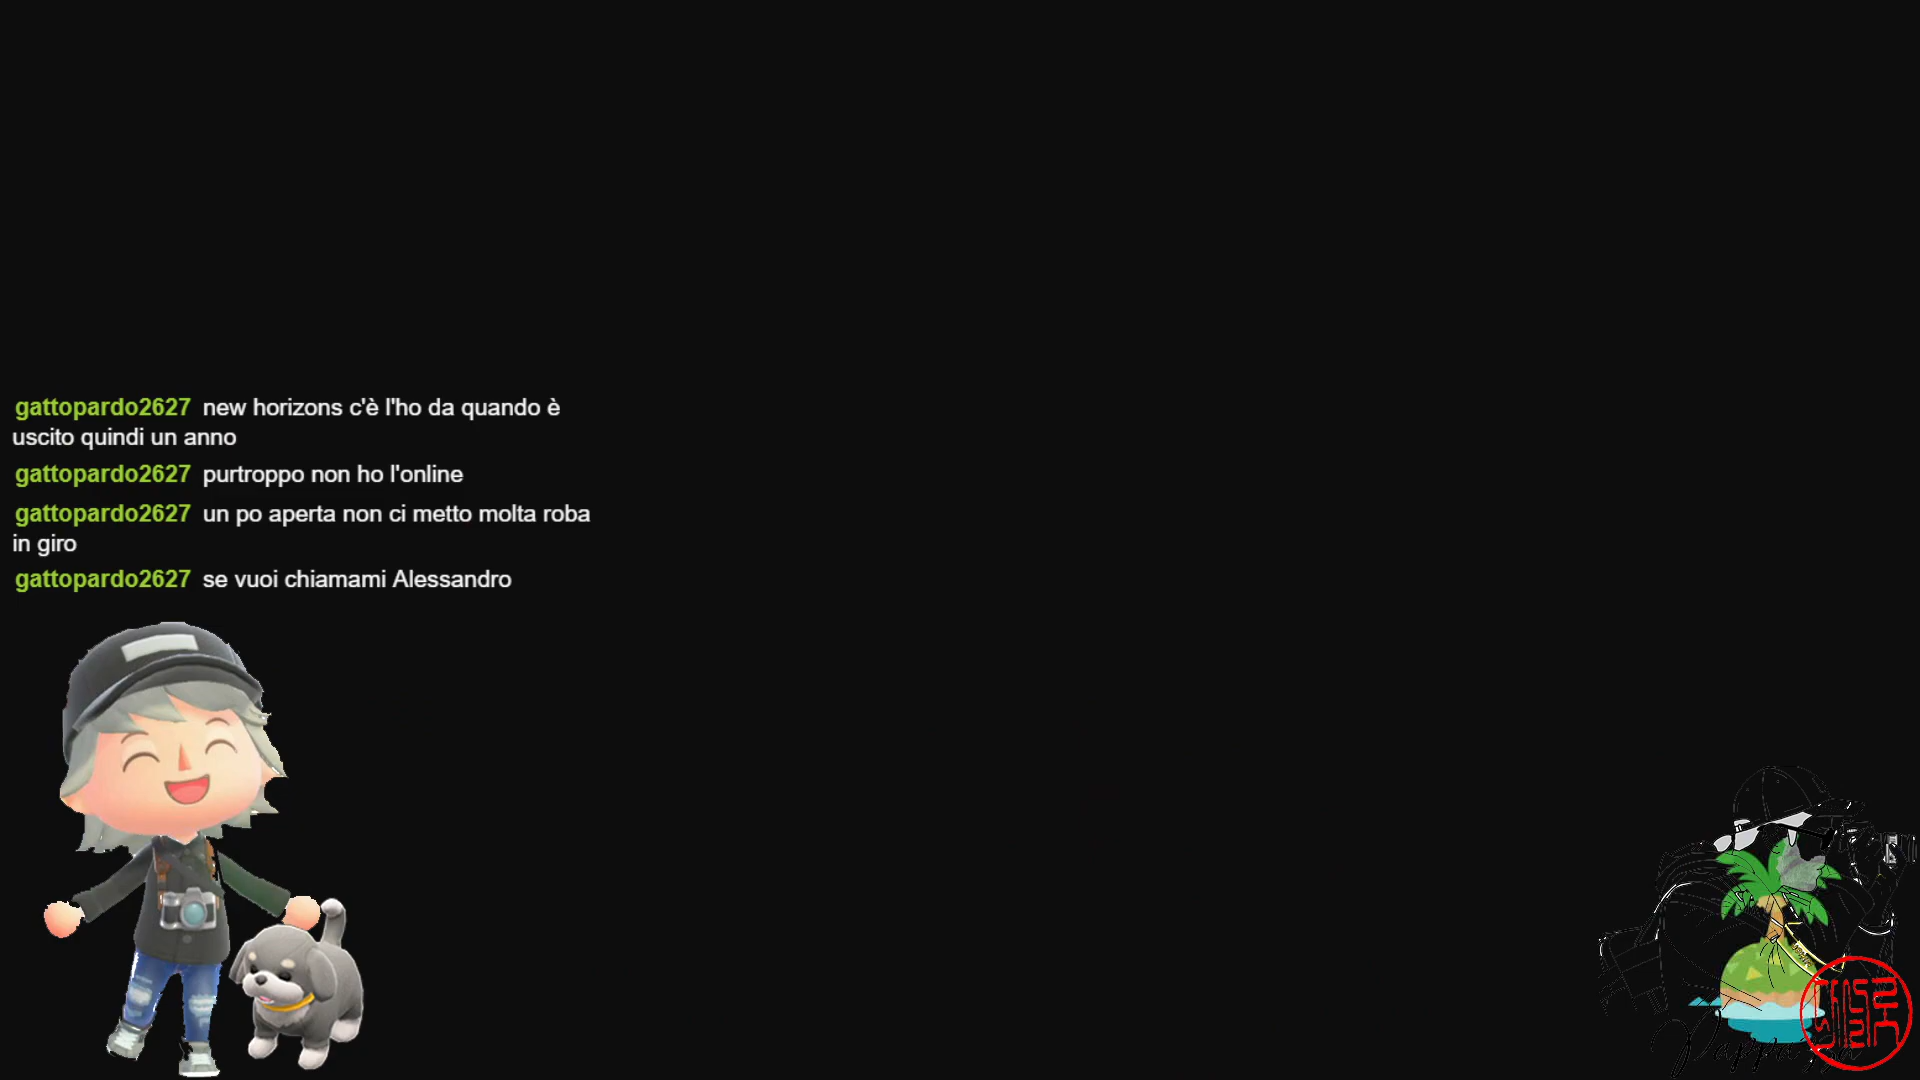 gattopardo2627 new horizons c'è l'ho da quando è
uscito quindi un anno
gattopardo2627 purtroppo non ho l'online
gattopardo2627 un po aperta non ci metto molta roba
in giro
gattopardo2627 se vuoi chiamami Alessandro